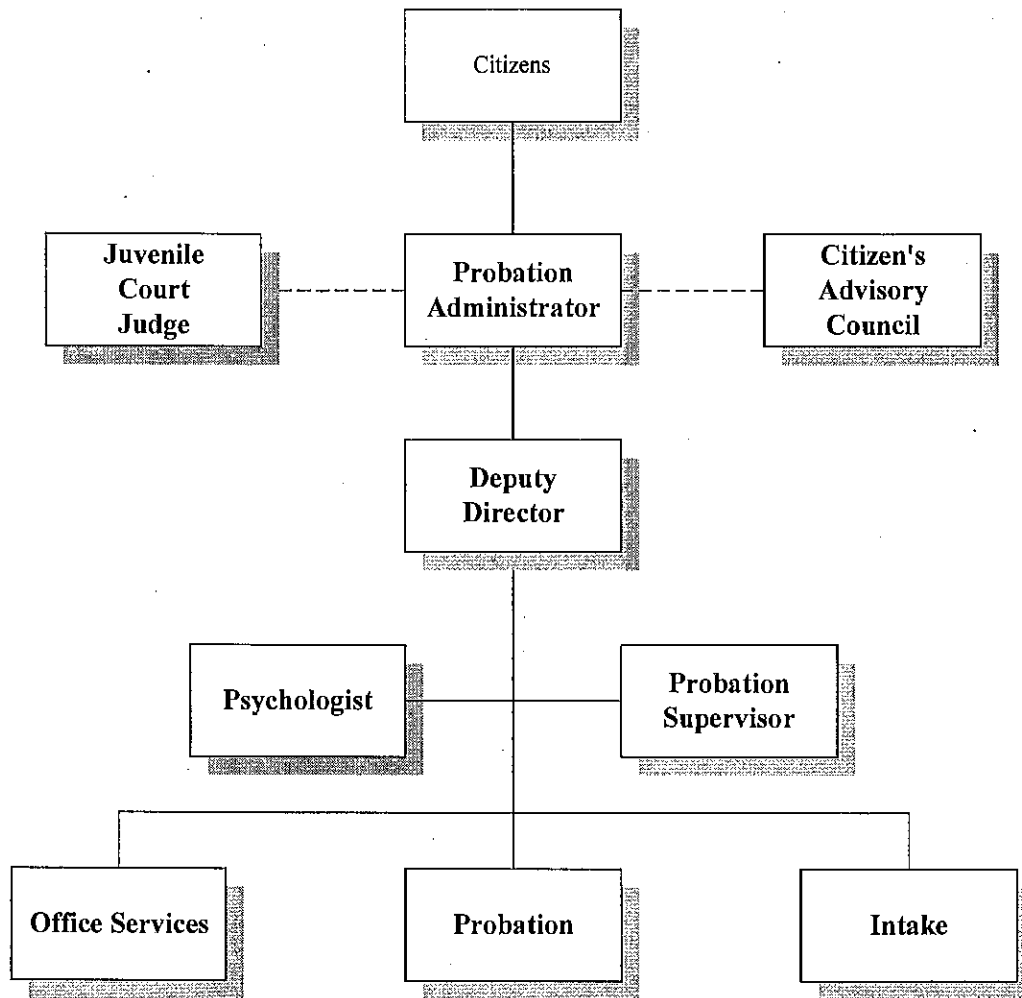 Citizens
Juvenile
Court
Judge
Probation
Administrator
Citizen's
Advisory
Council
Deputy
Director
Psychologist
Probation
Supervisor
Office Services
Probation
Intake